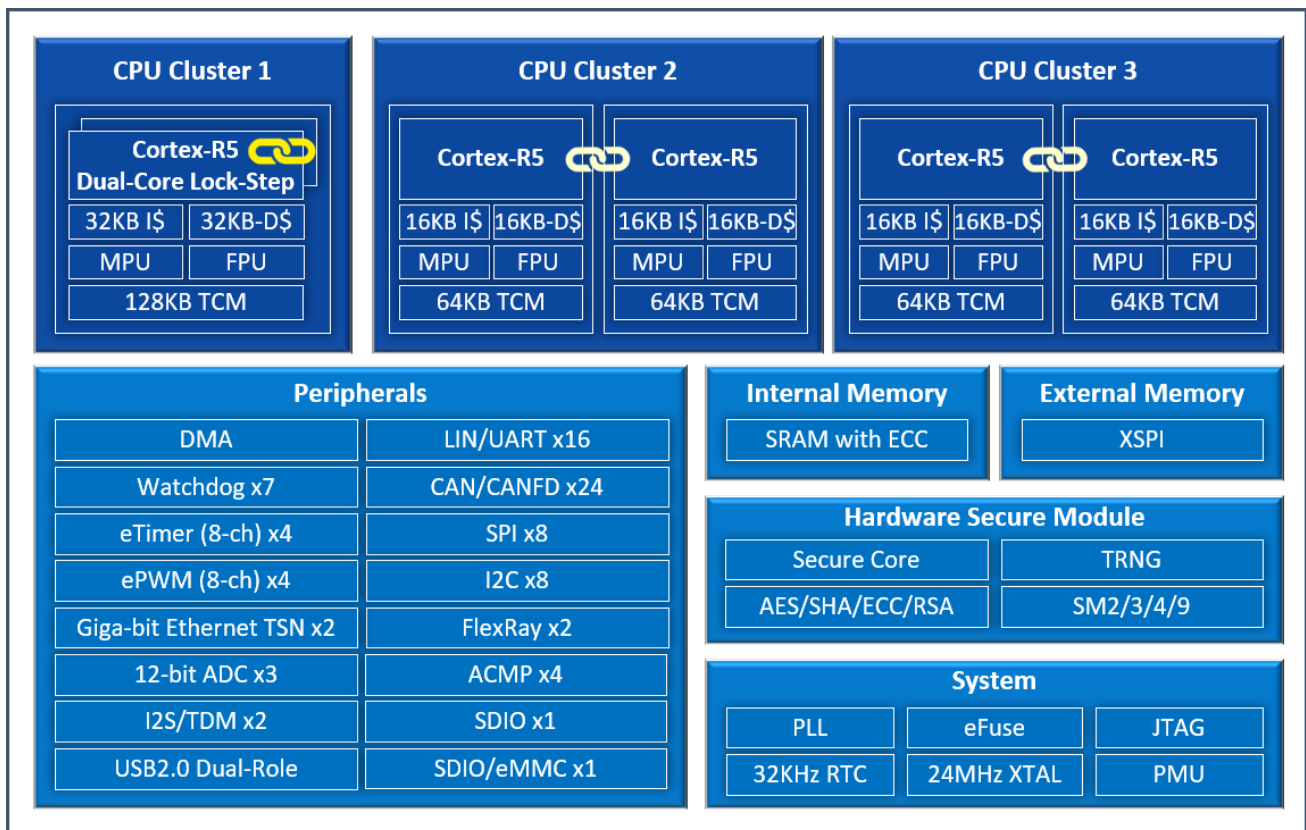 CPU Cluster 1
Cortex-R5
Dual-Core Lock-Step
32KB I$
32KB-D$
MPU
FPU
128KB TCM
CPU Cluster 2
Cortex-R5
16KB I$
16KB-D$
MPU
FPU
64KB TCM
Cortex-R5
16KB I$
16KB-D$
MPU
FPU
64KB TCM
CPU Cluster 3
Cortex-R5
16KB I$
16KB-D$
MPU
FPU
64KB TCM
Cortex-R5
16KB I$
16KB-D$
MPU
FPU
64KB TCM
Peripherals
DMA
LIN/UART x16
Watchdog x7
CAN/CANFD x24
eTimer (8-ch) x4
SPI x8
ePWM (8-ch) x4
I2C x8
Giga-bit Ethernet TSN x2
FlexRay x2
12-bit ADC x3
ACMP x4
I2S/TDM x2
SDIO x1
USB2.0 Dual-Role
SDIO/eMMC x1
Internal Memory
SRAM with ECC
External Memory
XSPI
Hardware Secure Module
Secure Core
TRNG
AES/SHA/ECC/RSA
SM2/3/4/9
System
PLL
eFuse
JTAG
32KHz RTC
24MHz XTAL
PMU